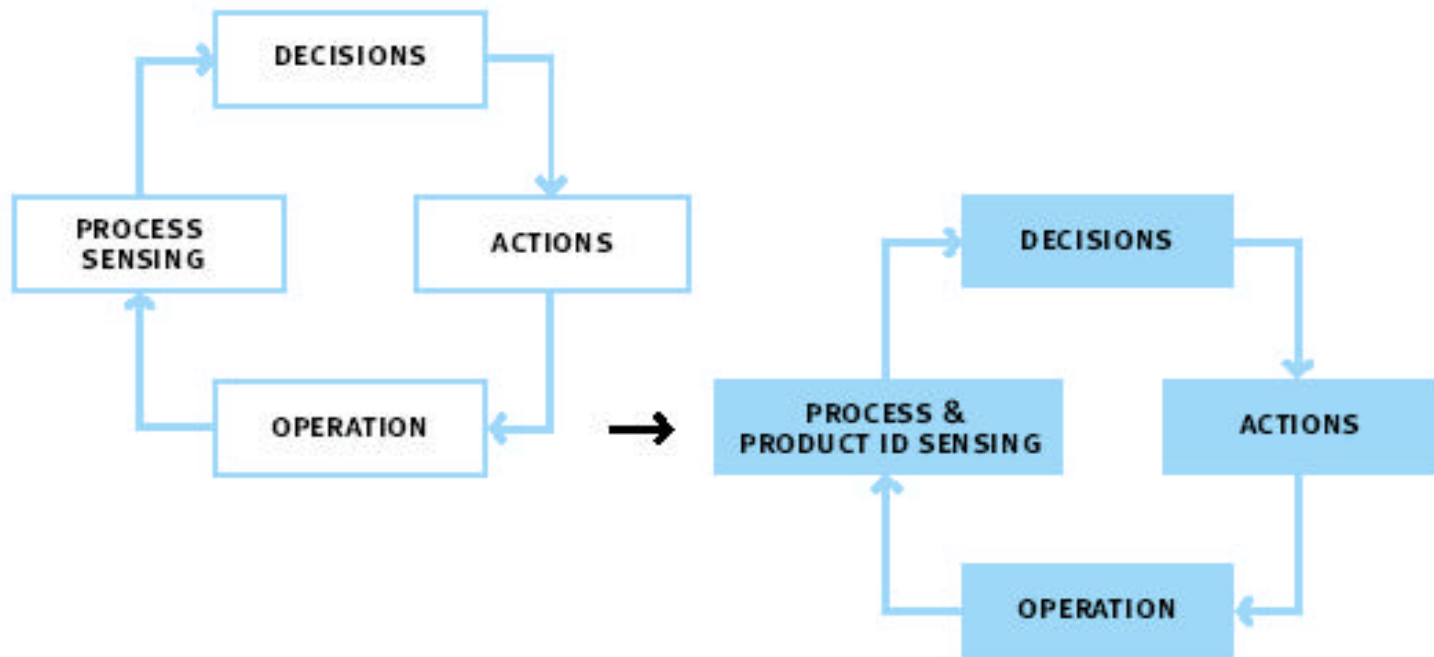 DECISIONS
PROCESS
SENSING
ACTIONS
OPERATION
DECISIONS
PROCESS &
PRODUCT ID SENSING
ACTIONS
OPERATION